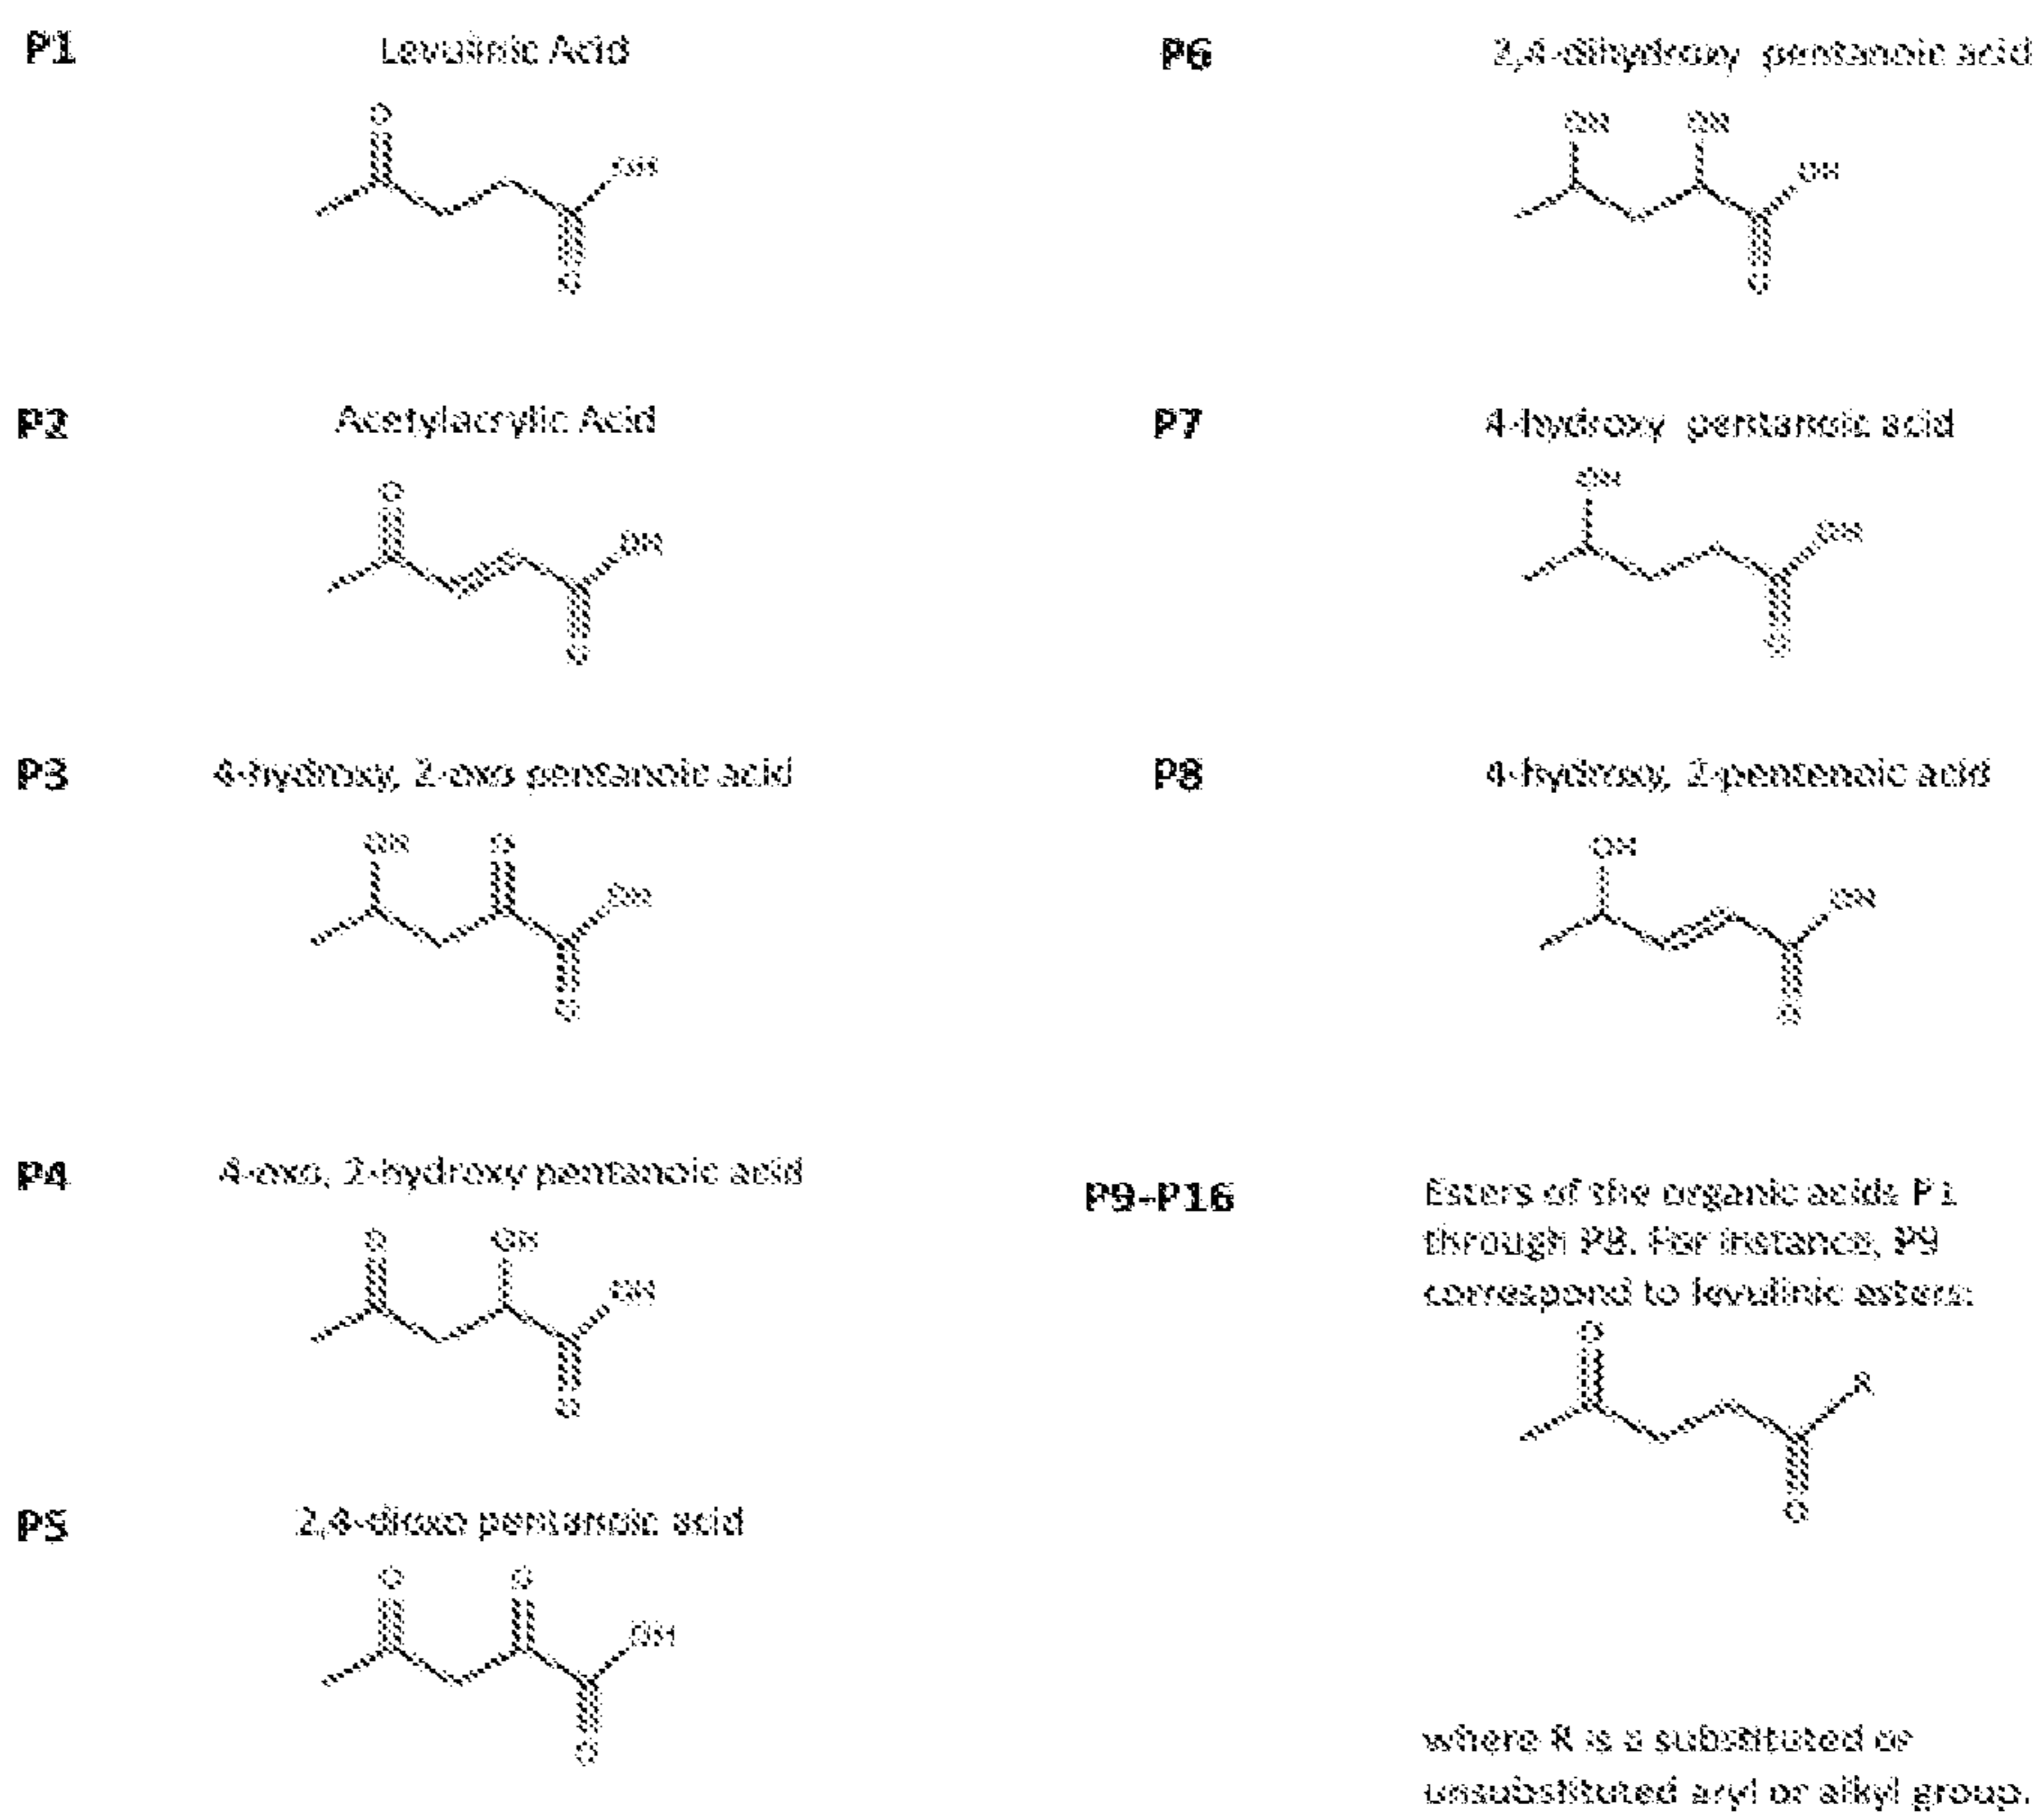 P1
Levulinic Acid
O
OH
O
P2
Acetylacrylic Acid
O
OH
O
P3
4-hydroxy, 2-oxo pentanoic acid
OH O
OH
O
P4
4-oxo, 2-hydroxy pentanoic acid
O OH
OH
O
P5
2,4-dioxo pentanoic acid
O O
OH
O
P6
2,4-dihydroxy pentanoic acid
OH OH
OH
O
P7
4-hydroxy pentanoic acid
OH
OH
O
P8
4-hydroxy, 2-pentenoic acid
OH
OH
O
P9-P16
Esters of the organic acids P1
through P8. For instance, P9
correspond to levulinic esters:
O
R
O
where R is a substituted or
unsubstituted aryl or alkyl group.